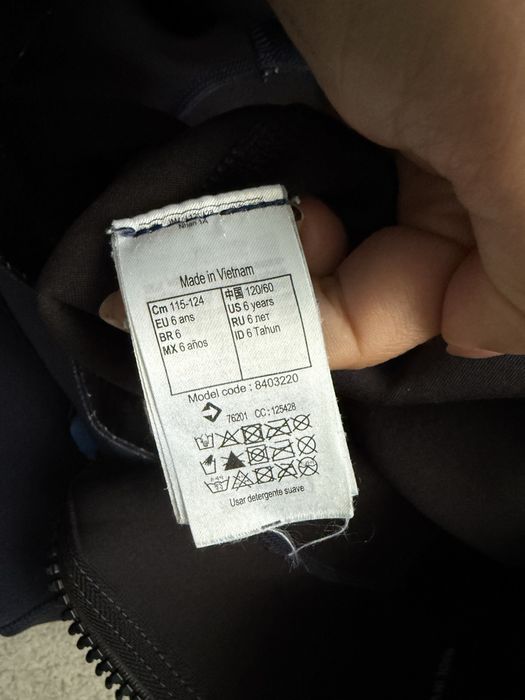 Made in Vietnam
Cm 115-124
EU 6 ans
BR 6
MX 6 años
中国 120/60
US 6 years
RU 6 лет
ID 6 Tahun
Model code : 8403220
76201 CC: 125428
Usar detergente suave